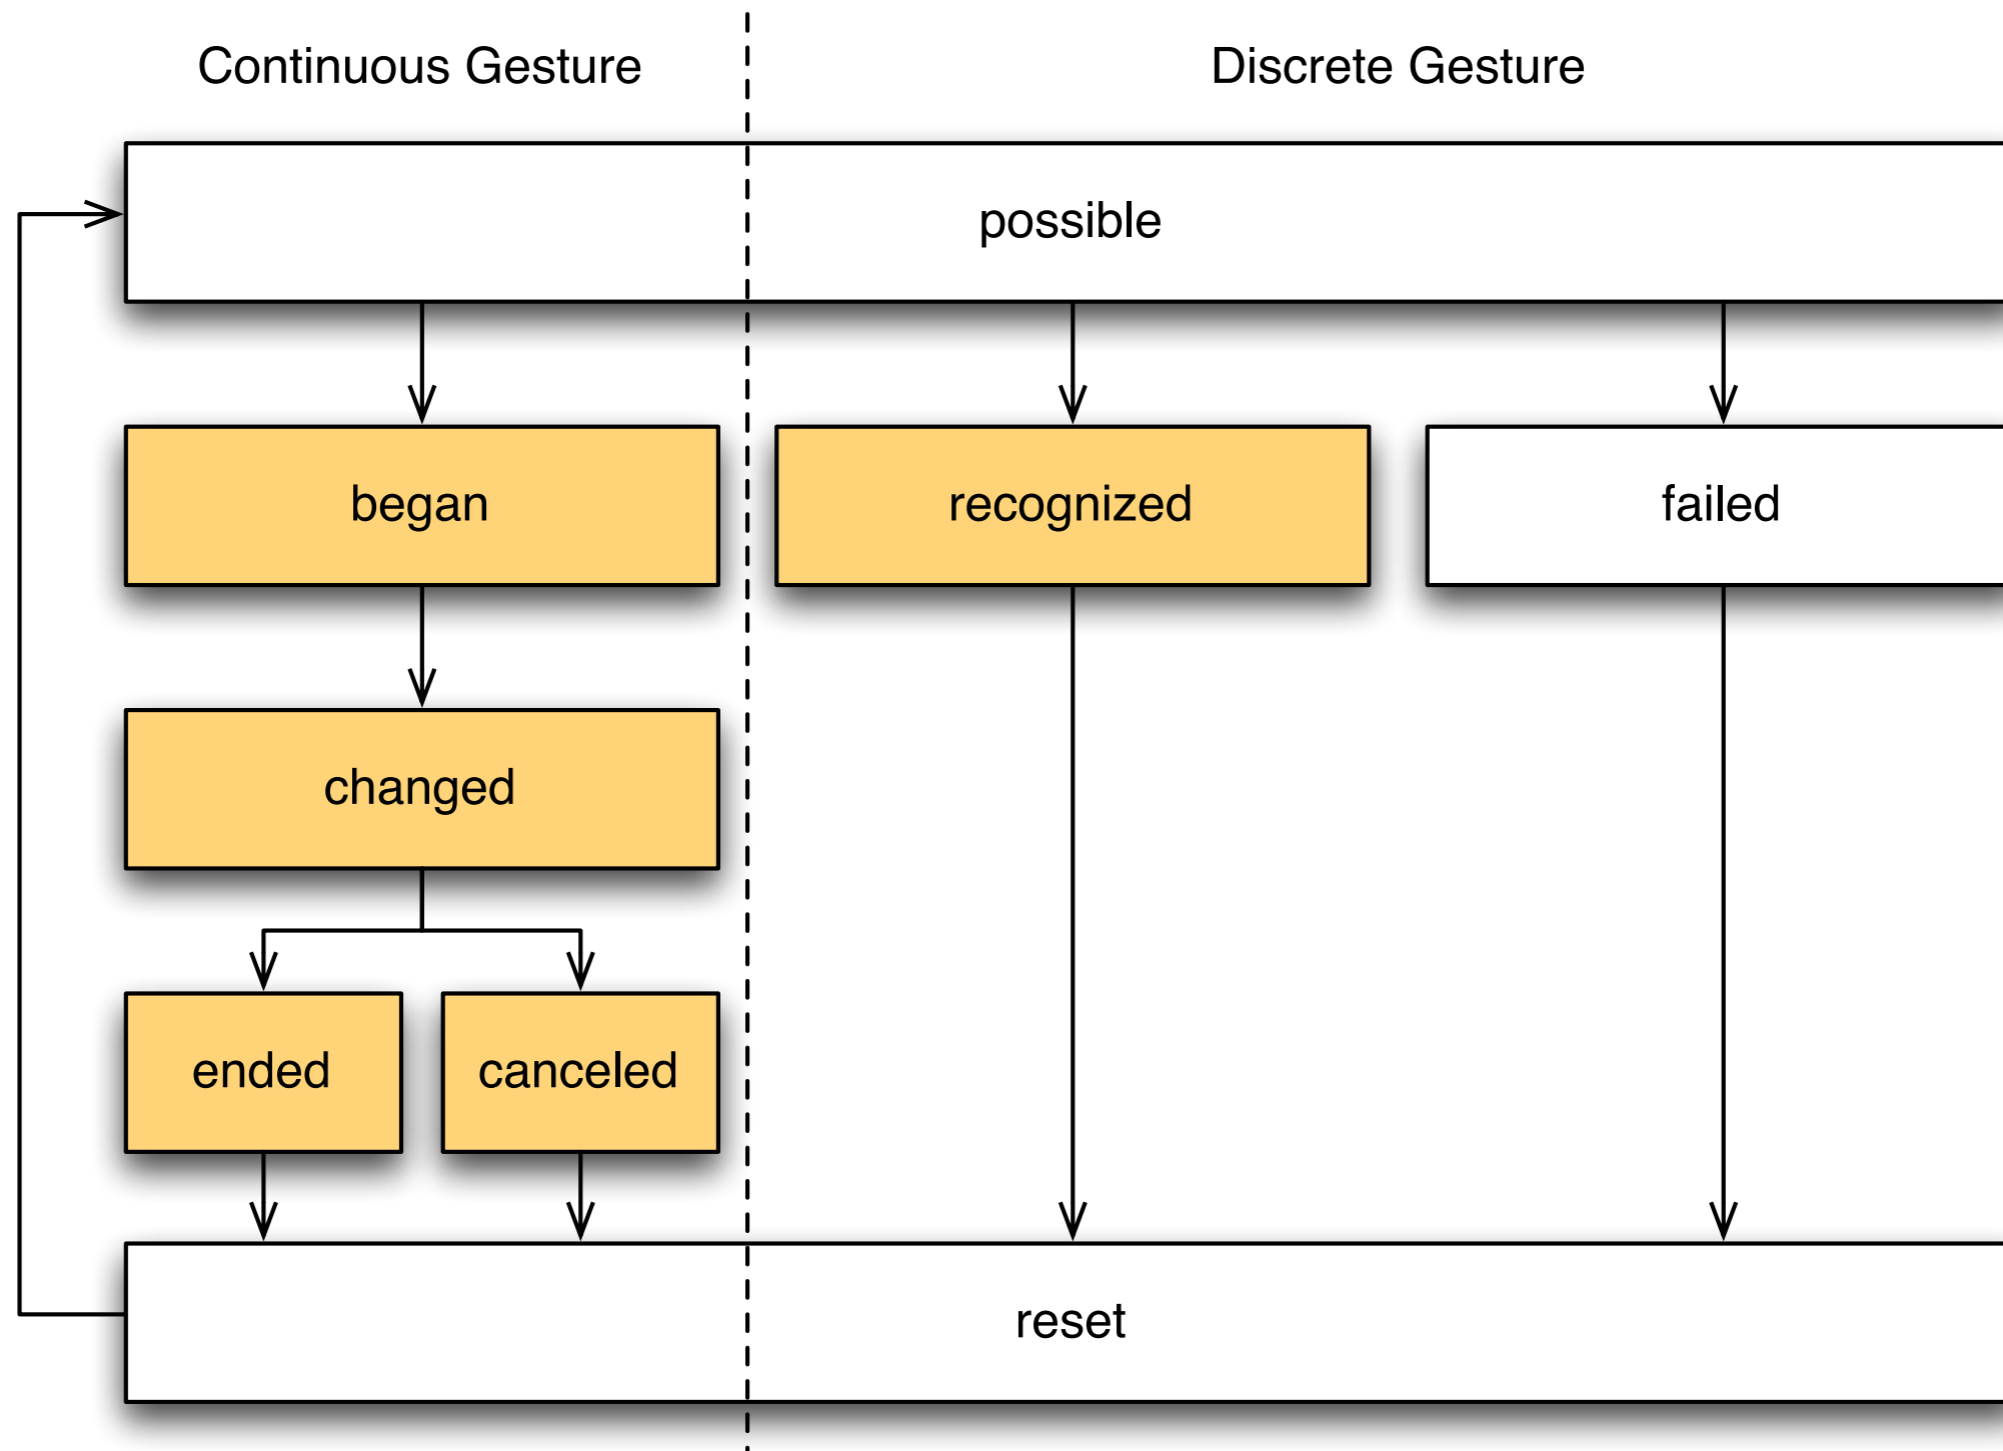 Continuous Gesture
Discrete Gesture
possible
began
recognized
failed
changed
ended
canceled
reset